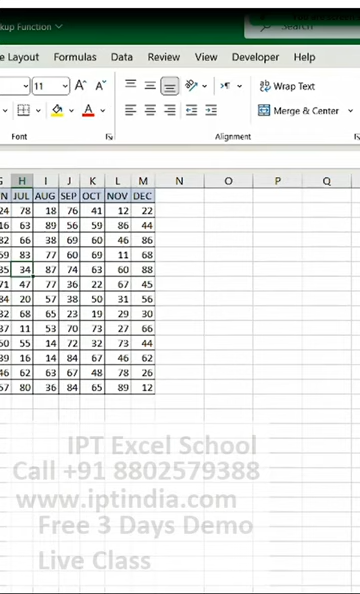 kup Function
Search
e Layout Formulas Data Review View Developer Help
11 A A Wrap Text
A Merge & Center
Font Alignment
G H I J K L M N O P Q
N JUL AUG SEP OCT NOV DEC
24 78 18 76 41 12 22
16 63 89 56 59 86 44
82 66 38 69 60 46 86
59 83 77 60 69 11 68
35 34 87 74 63 60 88
71 47 77 36 22 67 45
84 20 57 38 50 31 56
32 68 65 23 19 29 30
37 11 53 70 73 27 66
50 55 14 72 32 73 44
39 16 14 84 67 46 62
46 62 63 67 48 78 26
57 80 36 84 65 89 12
IPT Excel School
Call +91 8802579388
www.iptindia.com
Free 3 Days Demo
Live Class